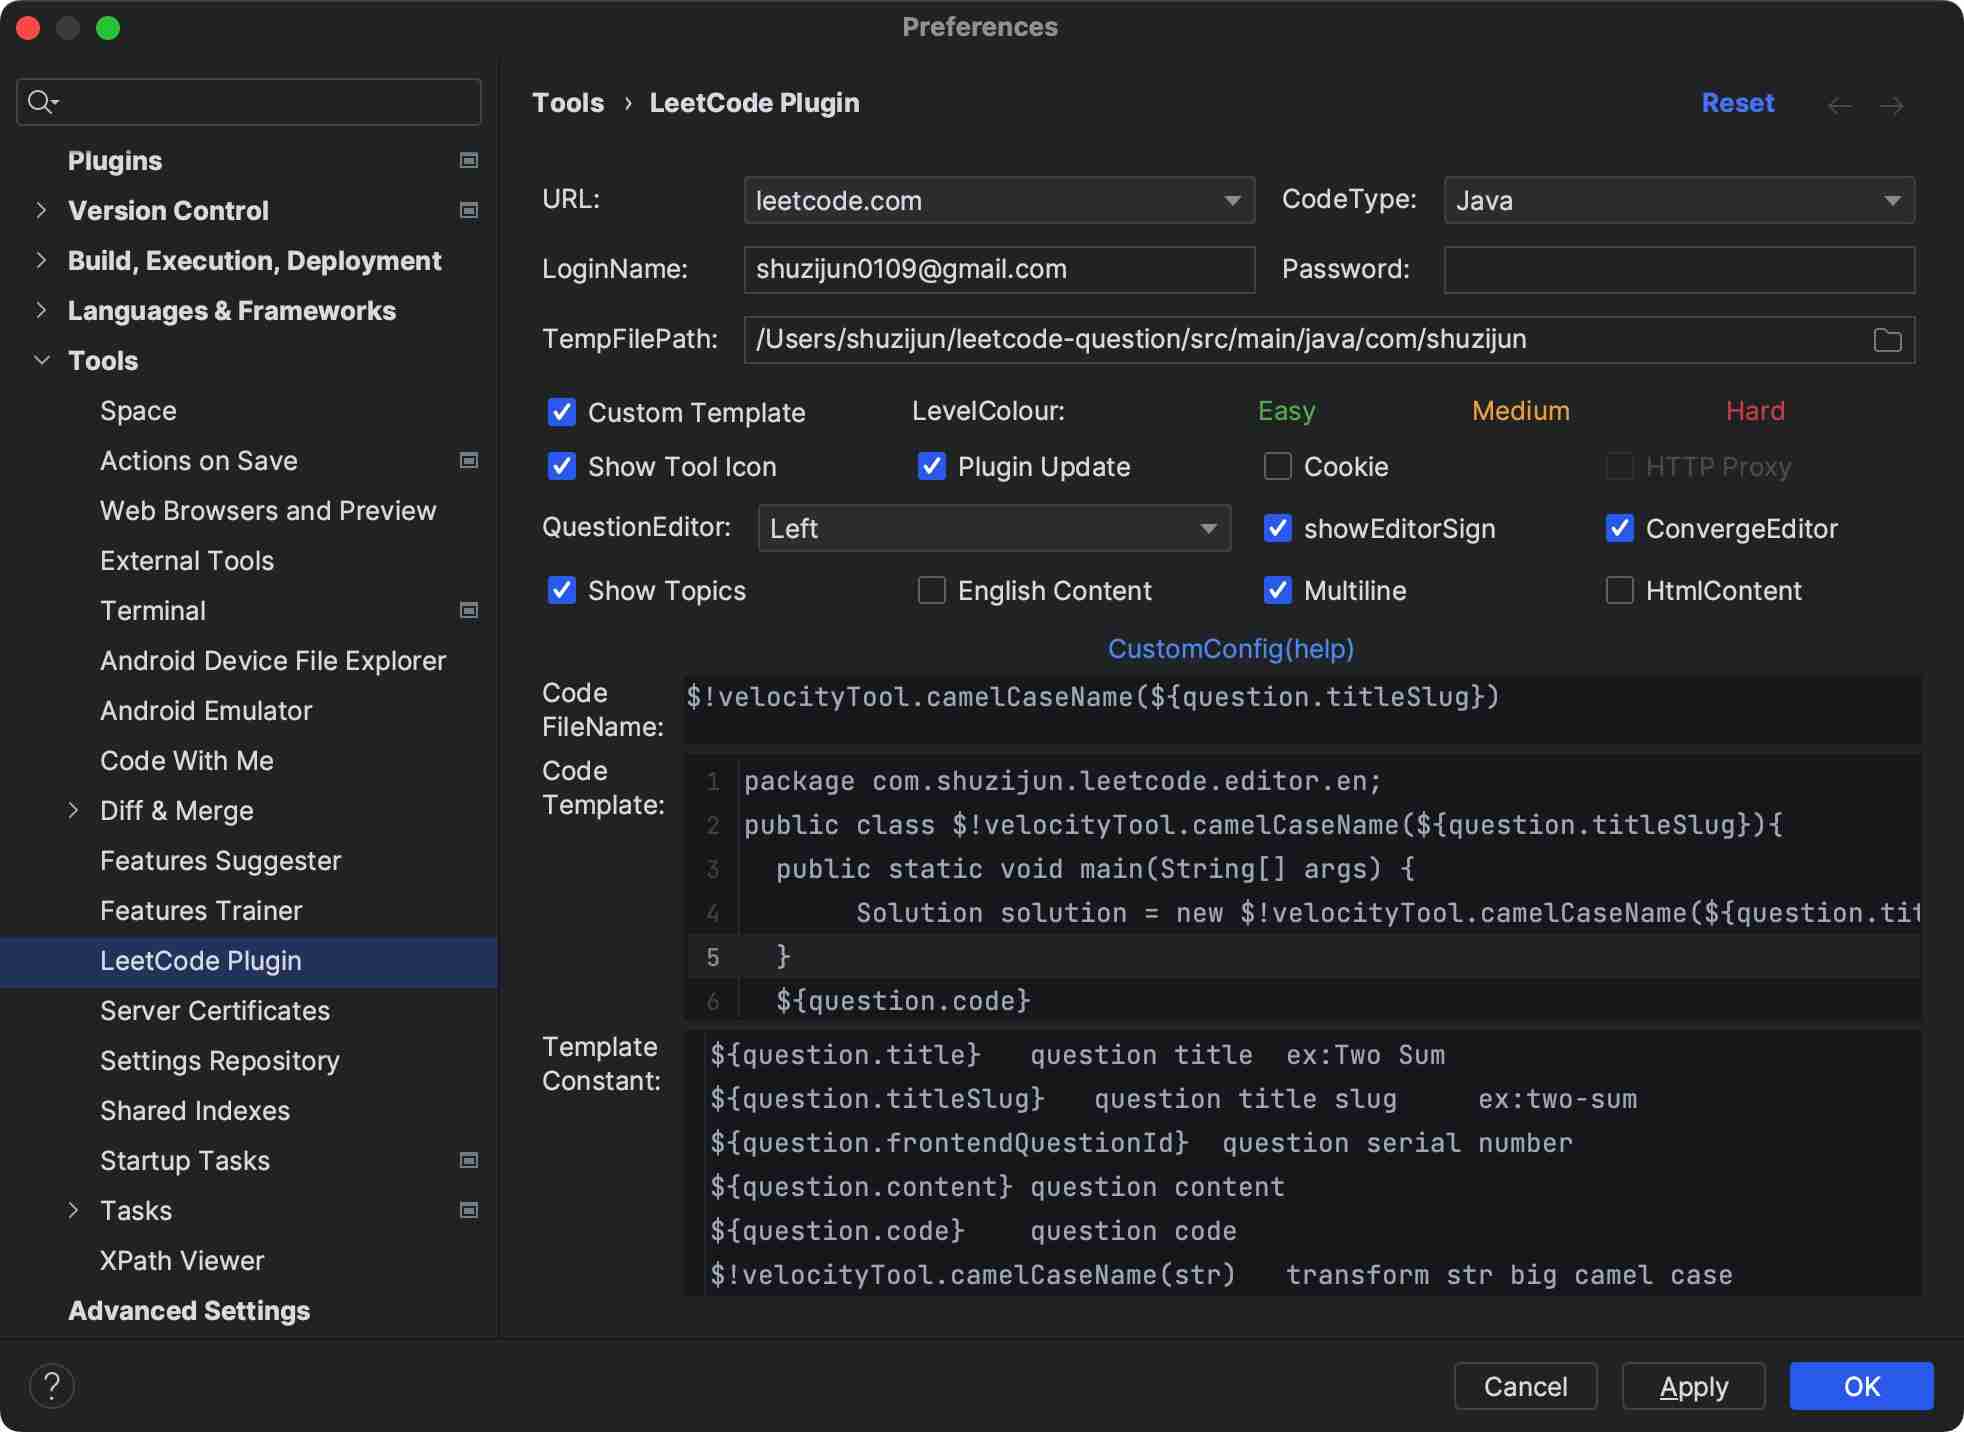 Preferences
Plugins
Version Control
Build, Execution, Deployment
Languages & Frameworks
Tools
Space
Actions on Save
Web Browsers and Preview
External Tools
Terminal
Android Device File Explorer
Android Emulator
Code With Me
Diff & Merge
Features Suggester
Features Trainer
LeetCode Plugin
Server Certificates
Settings Repository
Shared Indexes
Startup Tasks
Tasks
XPath Viewer
Advanced Settings
Tools › LeetCode Plugin
Reset
URL: leetcode.com CodeType: Java
LoginName: shuzijun0109@gmail.com Password:
TempFilePath: /Users/shuzijun/leetcode-question/src/main/java/com/shuzijun
Custom Template LevelColour: Easy Medium Hard
Show Tool Icon Plugin Update Cookie HTTP Proxy
QuestionEditor: Left showEditorSign ConvergeEditor
Show Topics English Content Multiline HtmlContent
CustomConfig(help)
Code FileName:
$!velocityTool.camelCaseName(${question.titleSlug})
Code Template:
1 package com.shuzijun.leetcode.editor.en;
2 public class $!velocityTool.camelCaseName(${question.titleSlug}){
3 public static void main(String[] args) {
4 Solution solution = new $!velocityTool.camelCaseName(${question.tit
5 }
6 ${question.code}
Template Constant:
${question.title} question title ex:Two Sum
${question.titleSlug} question title slug ex:two-sum
${question.frontendQuestionId} question serial number
${question.content} question content
${question.code} question code
$!velocityTool.camelCaseName(str) transform str big camel case
?
Cancel
Apply
OK